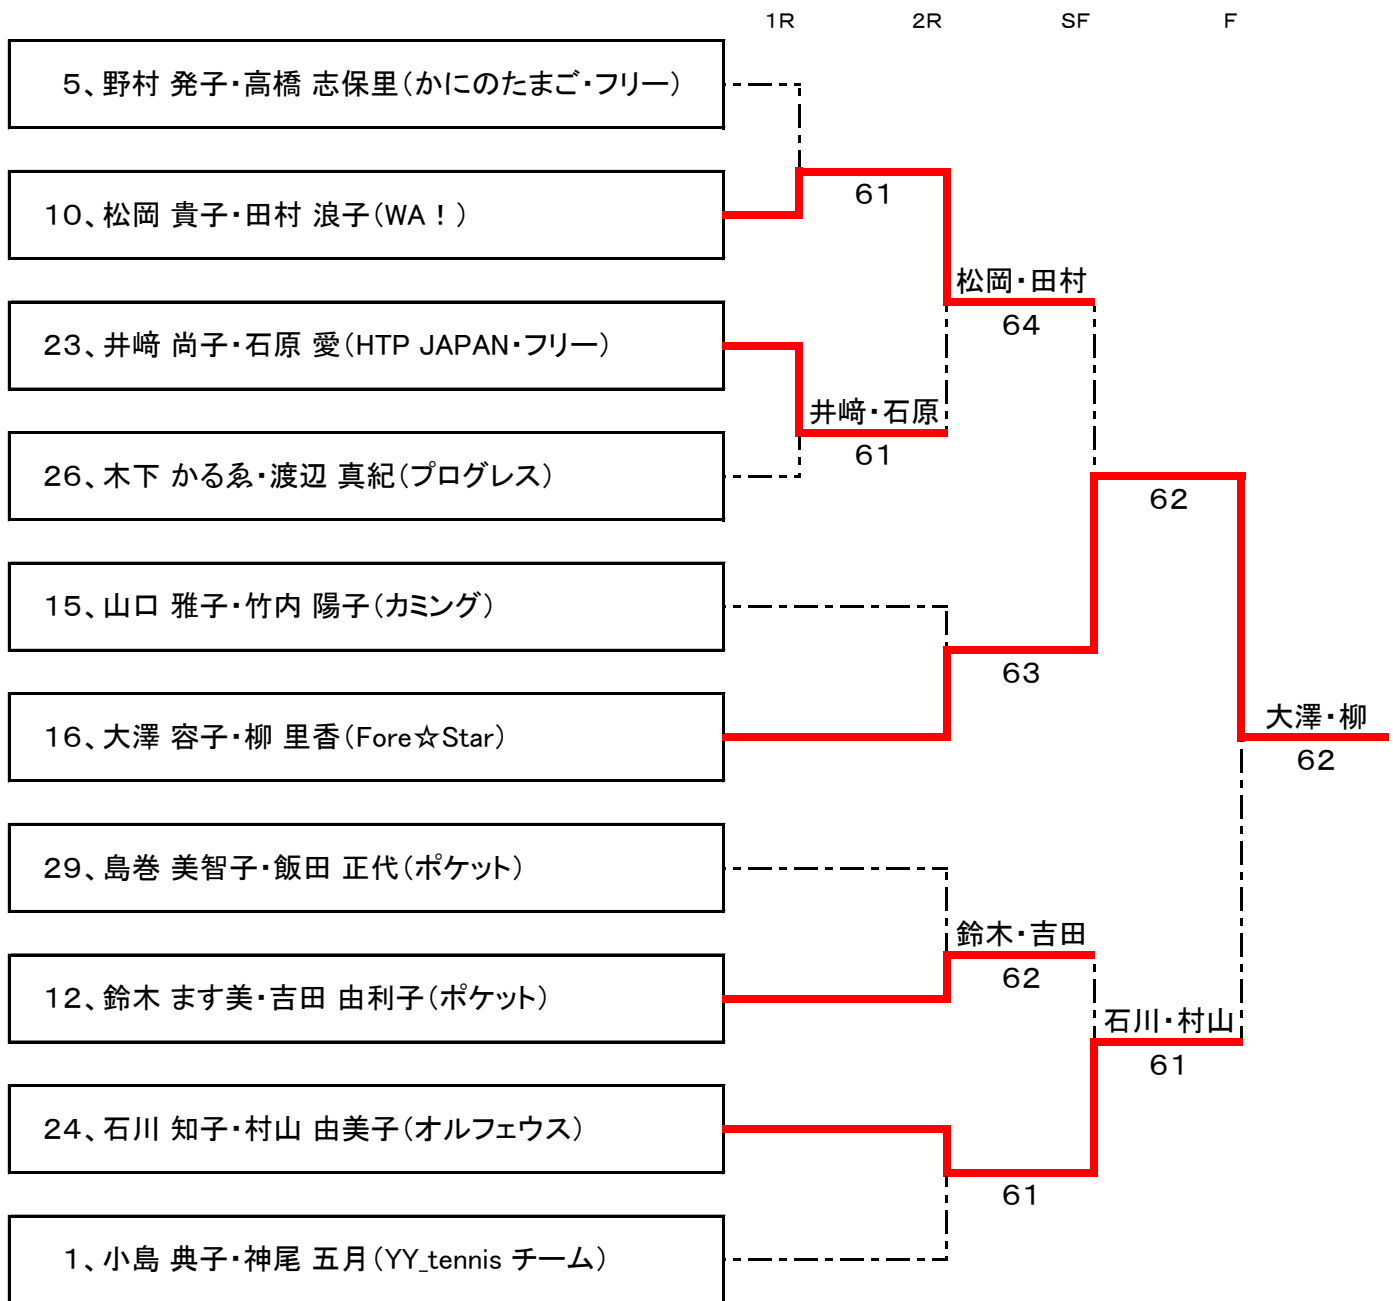 1R 2R SF F
5、野村 発子・高橋 志保里(かにのたまご・フリー)
61
10、松岡 貴子・田村 浪子(WA！)
松岡・田村
64
23、井﨑 尚子・石原 愛(HTP JAPAN・フリー)
井﨑・石原
61
26、木下 かるゑ・渡辺 真紀(プログレス)
62
15、山口 雅子・竹内 陽子(カミング)
63
16、大澤 容子・柳 里香(Fore☆Star)
大澤・柳
62
29、島巻 美智子・飯田 正代(ポケット)
鈴木・吉田
62
12、鈴木 ます美・吉田 由利子(ポケット)
石川・村山
61
24、石川 知子・村山 由美子(オルフェウス)
61
1、小島 典子・神尾 五月(YY_tennis チーム)